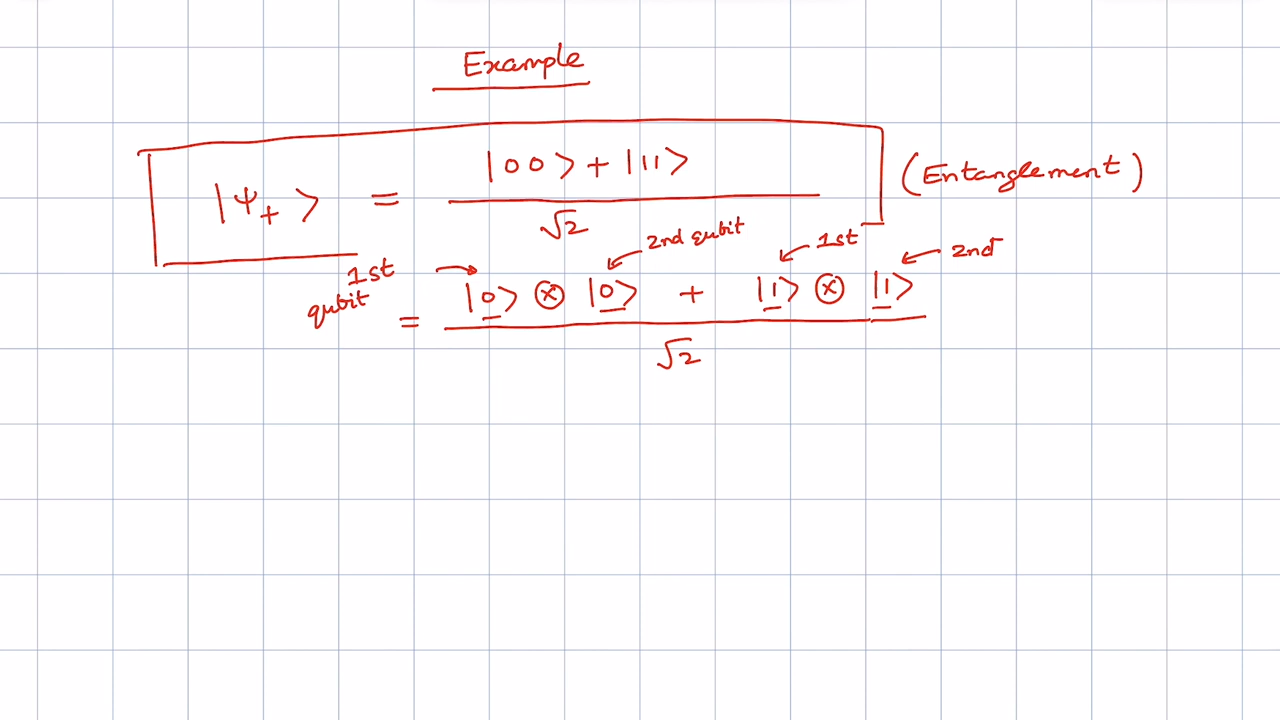 Example
|ψ₊⟩ = |00⟩ + |11⟩ / √2 (Entanglement)
1st qubit 2nd qubit 1st 2nd
= |0⟩ ⊗ |0⟩ + |1⟩ ⊗ |1⟩ / √2